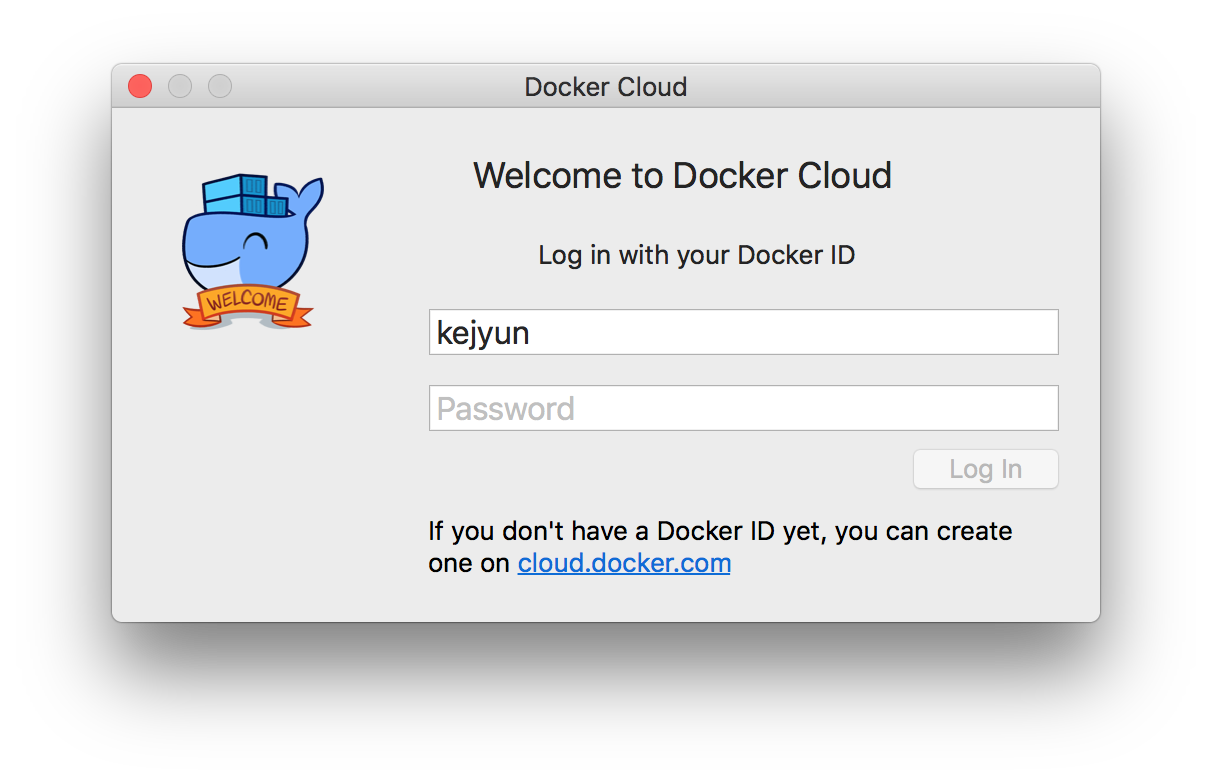 Docker Cloud
Welcome to Docker Cloud
Log in with your Docker ID
WELCOME
kejyun
Password
Log In
If you don't have a Docker ID yet, you can create
one on cloud.docker.com